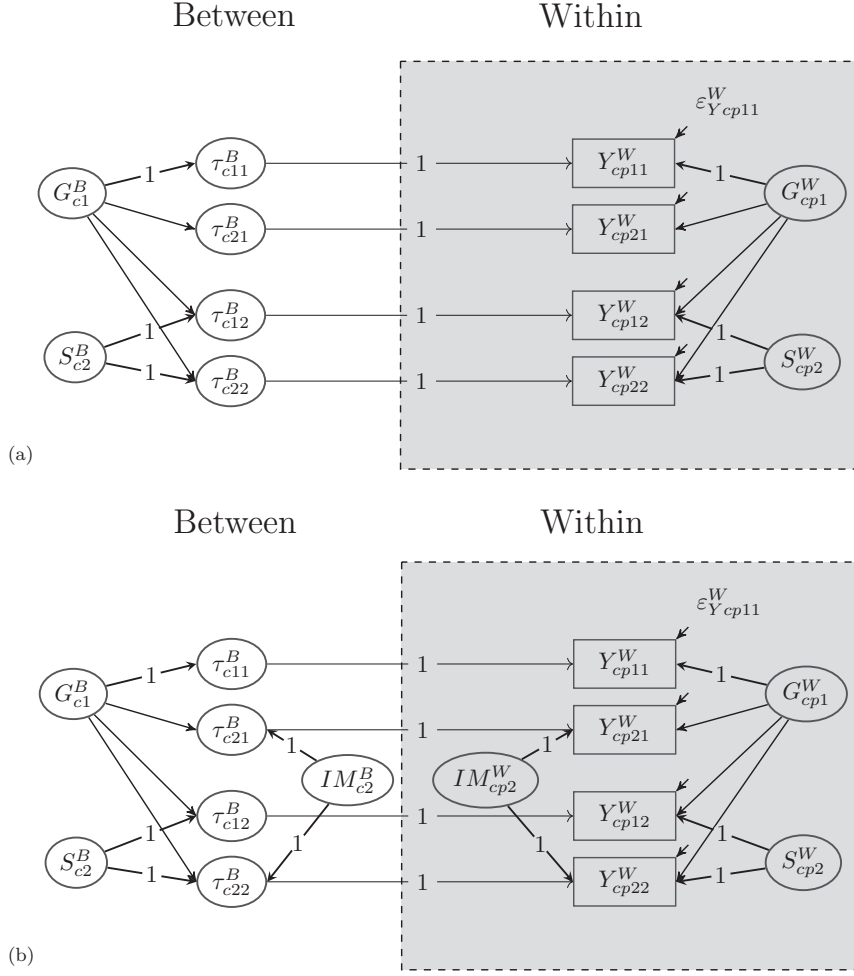 Between Within
ε^W_{Ycp11}
G^B_{c1} 1 τ^B_{c11} 1 Y^W_{cp11} 1 G^W_{cp1}
τ^B_{c21} 1 Y^W_{cp21}
S^B_{c2} 1 τ^B_{c12} 1 Y^W_{cp12} 1 S^W_{cp2}
1 τ^B_{c22} 1 Y^W_{cp22} 1
(a)
Between Within
ε^W_{Ycp11}
G^B_{c1} 1 τ^B_{c11} 1 Y^W_{cp11} 1 G^W_{cp1}
τ^B_{c21} 1 Y^W_{cp21}
1 IM^B_{c2} IM^W_{cp2} 1
S^B_{c2} 1 τ^B_{c12} 1 Y^W_{cp12} 1 S^W_{cp2}
1 1
1 τ^B_{c22} 1 Y^W_{cp22} 1
(b)